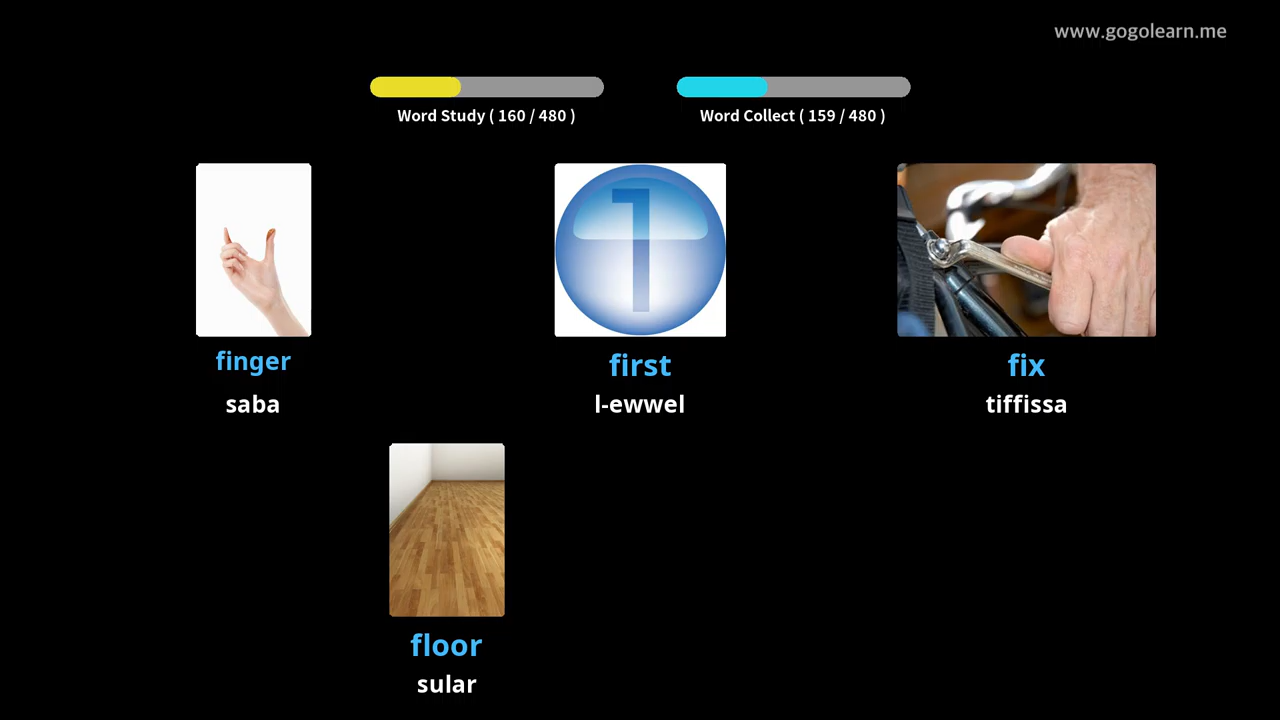 www.gogolearn.me
Word Study ( 160 / 480 )
Word Collect ( 159 / 480 )
1
finger
first
fix
saba
l-ewwel
tiffissa
floor
sular